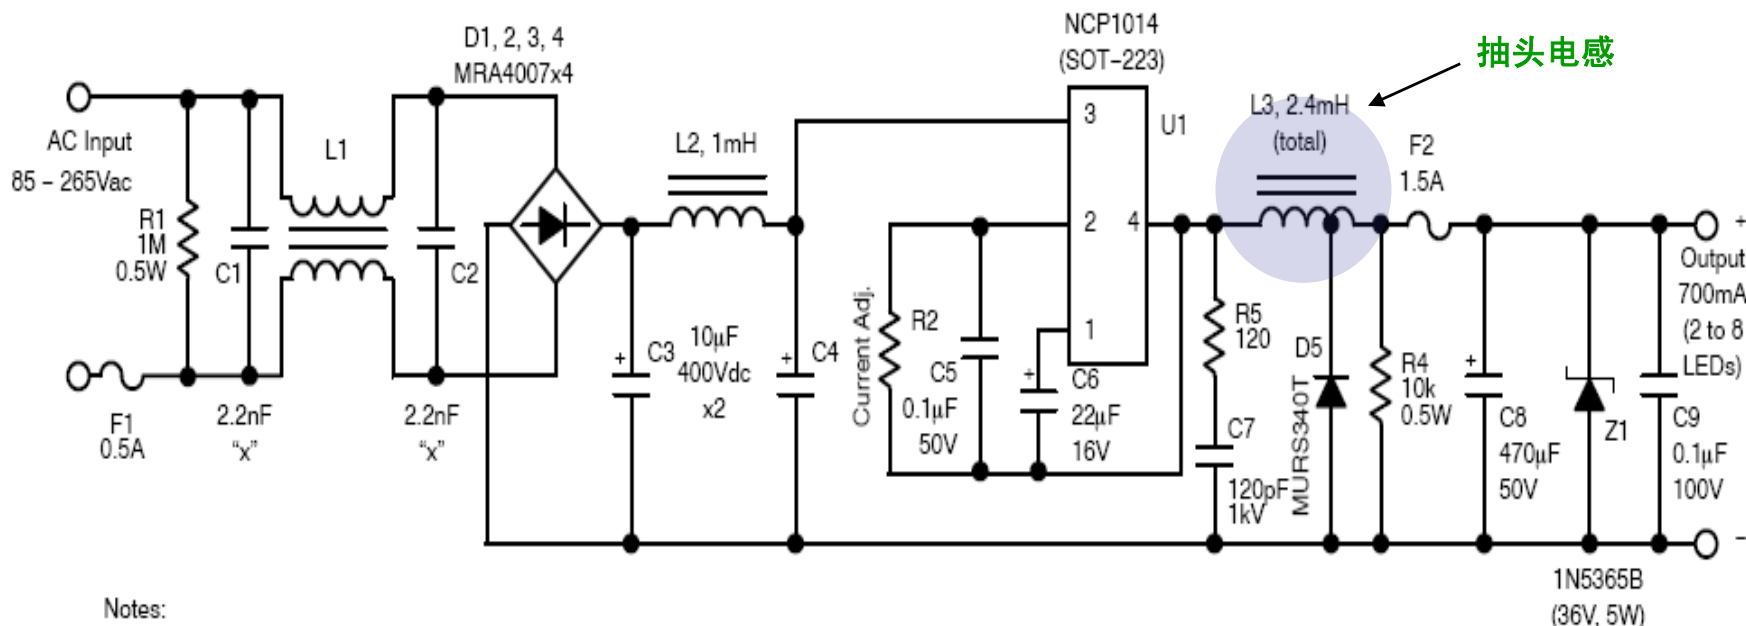 NCP1014
(SOT-223)
抽头电感
D1, 2, 3, 4
MRA4007x4
AC Input
85 – 265Vac
L1
L2, 1mH
3
U1
L3, 2.4mH
(total)
F2
1.5A
R1
1M
0.5W
C1
C2
2
4
+
Output
700mA
(2 to 8
LEDs)
Current Adj.
R2
1
R5
120
+
C3
10µF
400Vdc
x2
+
C4
C5
0.1µF
50V
+
C6
22µF
16V
D5
MURS340T
R4
10k
0.5W
+
C8
470µF
50V
Z1
C9
0.1µF
100V
F1
0.5A
2.2nF
“x”
2.2nF
“x”
C7
120pF
1kV
–
1N5365B
(36V, 5W)
Notes: